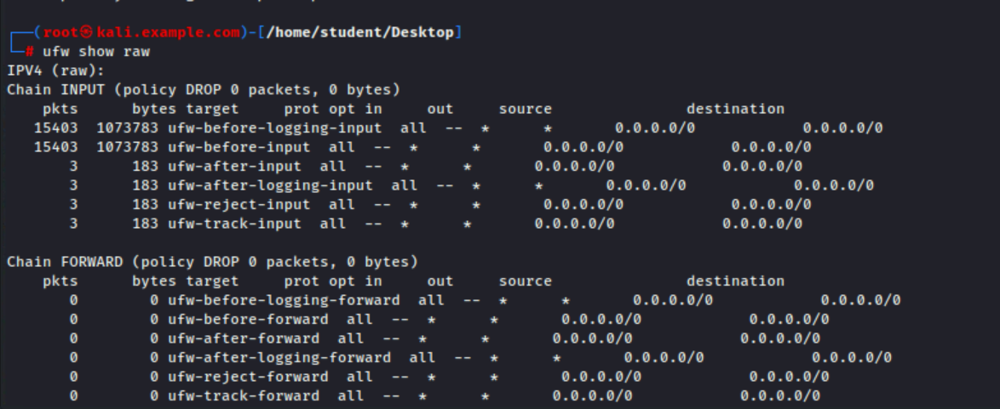 ┌──(root㉿kali.example.com)-[/home/student/Desktop]
└─# ufw show raw
IPV4 (raw):
Chain INPUT (policy DROP 0 packets, 0 bytes)
    pkts      bytes target     prot opt in     out     source               destination
   15403  1073783 ufw-before-logging-input  all  --  *      *       0.0.0.0/0            0.0.0.0/0
   15403  1073783 ufw-before-input  all  --  *      *       0.0.0.0/0            0.0.0.0/0
       3      183 ufw-after-input  all  --  *      *       0.0.0.0/0            0.0.0.0/0
       3      183 ufw-after-logging-input  all  --  *      *       0.0.0.0/0            0.0.0.0/0
       3      183 ufw-reject-input  all  --  *      *       0.0.0.0/0            0.0.0.0/0
       3      183 ufw-track-input  all  --  *      *       0.0.0.0/0            0.0.0.0/0
Chain FORWARD (policy DROP 0 packets, 0 bytes)
    pkts      bytes target     prot opt in     out     source               destination
       0        0 ufw-before-logging-forward  all  --  *      *       0.0.0.0/0            0.0.0.0/0
       0        0 ufw-before-forward  all  --  *      *       0.0.0.0/0            0.0.0.0/0
       0        0 ufw-after-forward  all  --  *      *       0.0.0.0/0            0.0.0.0/0
       0        0 ufw-after-logging-forward  all  --  *      *       0.0.0.0/0            0.0.0.0/0
       0        0 ufw-reject-forward  all  --  *      *       0.0.0.0/0            0.0.0.0/0
       0        0 ufw-track-forward  all  --  *      *       0.0.0.0/0            0.0.0.0/0